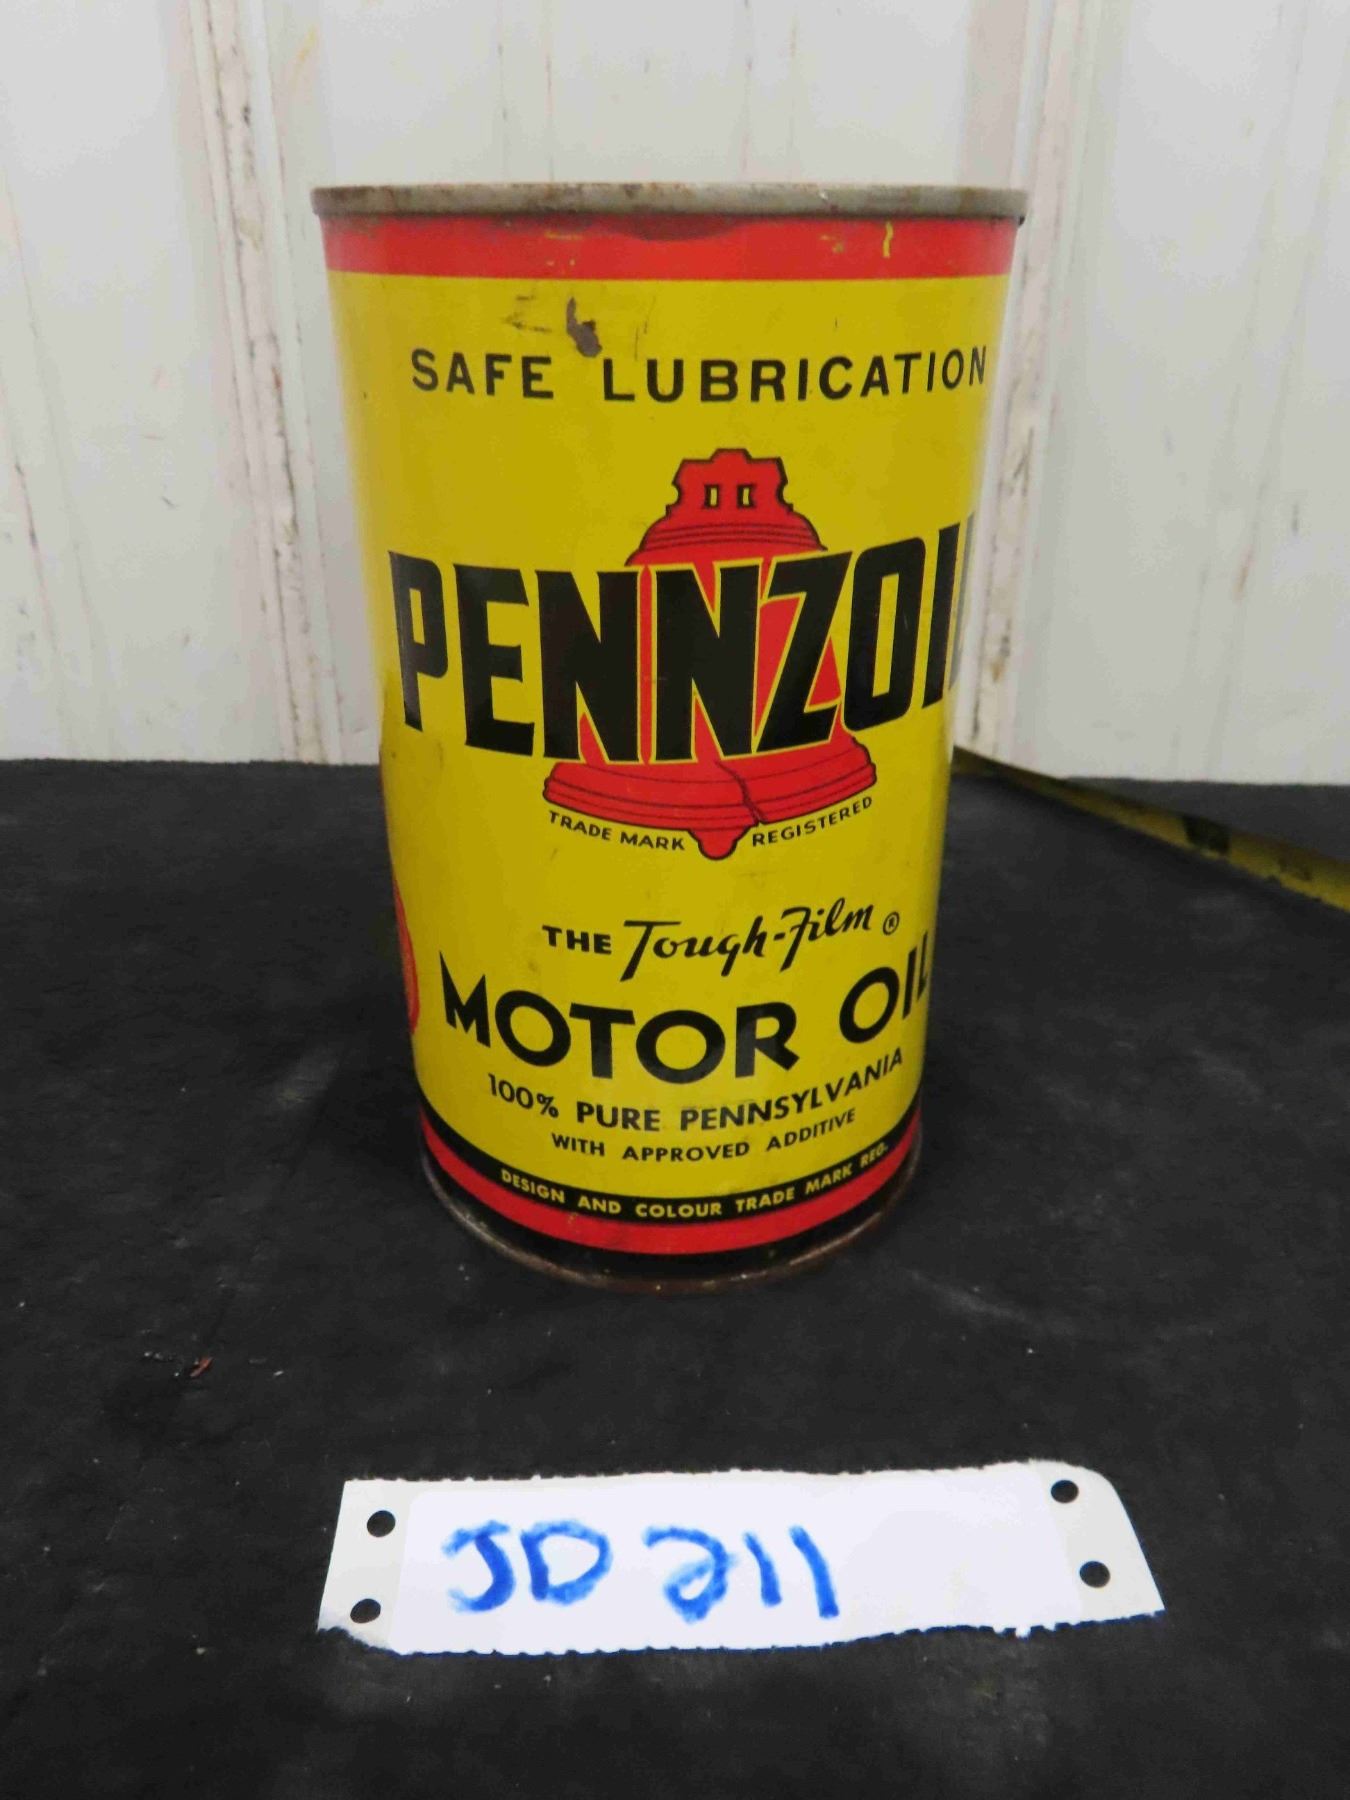 SAFE LUBRICATION
PENNZOIL
TRADE MARK REGISTERED
THE Tough-Film ®
MOTOR OIL
100% PURE PENNSYLVANIA
WITH APPROVED ADDITIVE
DESIGN AND COLOUR TRADE MARK REG.
JD 211